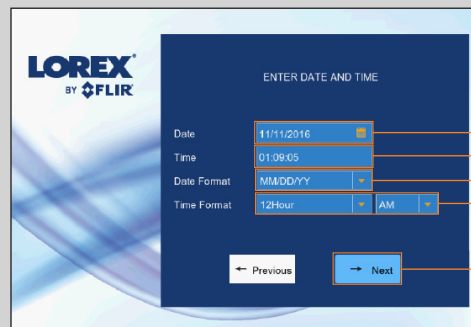 LOREX
BY FLIR
ENTER DATE AND TIME
Date 11/11/2016
Time 01:09:05
Date Format MM/DD/YY
Time Format 12Hour AM
← Previous → Next